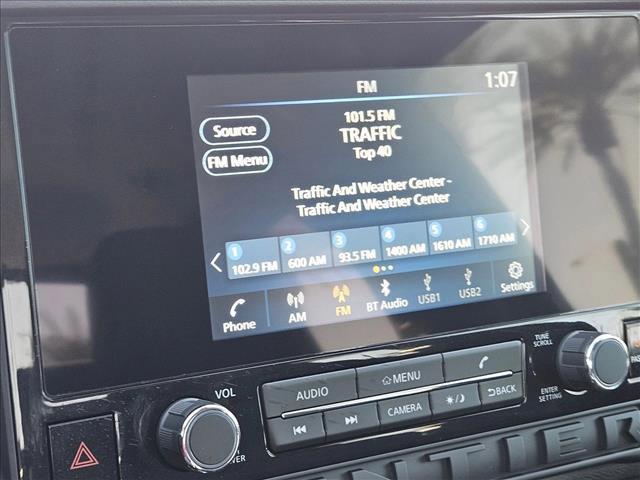 FM
1:07
101.5 FM
Source
TRAFFIC
FM Menu
Top 40
Traffic And Weather Center ~
Traffic And Weather Center
1 2 3 4 5 6
102.9 FM 600 AM 93.5 FM 1400 AM 1610 AM 1710 AM
Phone AM FM BT Audio USB1 USB2 Settings
TUNE
SCROLL
VOL
AUDIO MENU
CAMERA BACK
ENTER
SETTING
PASS
NTIER